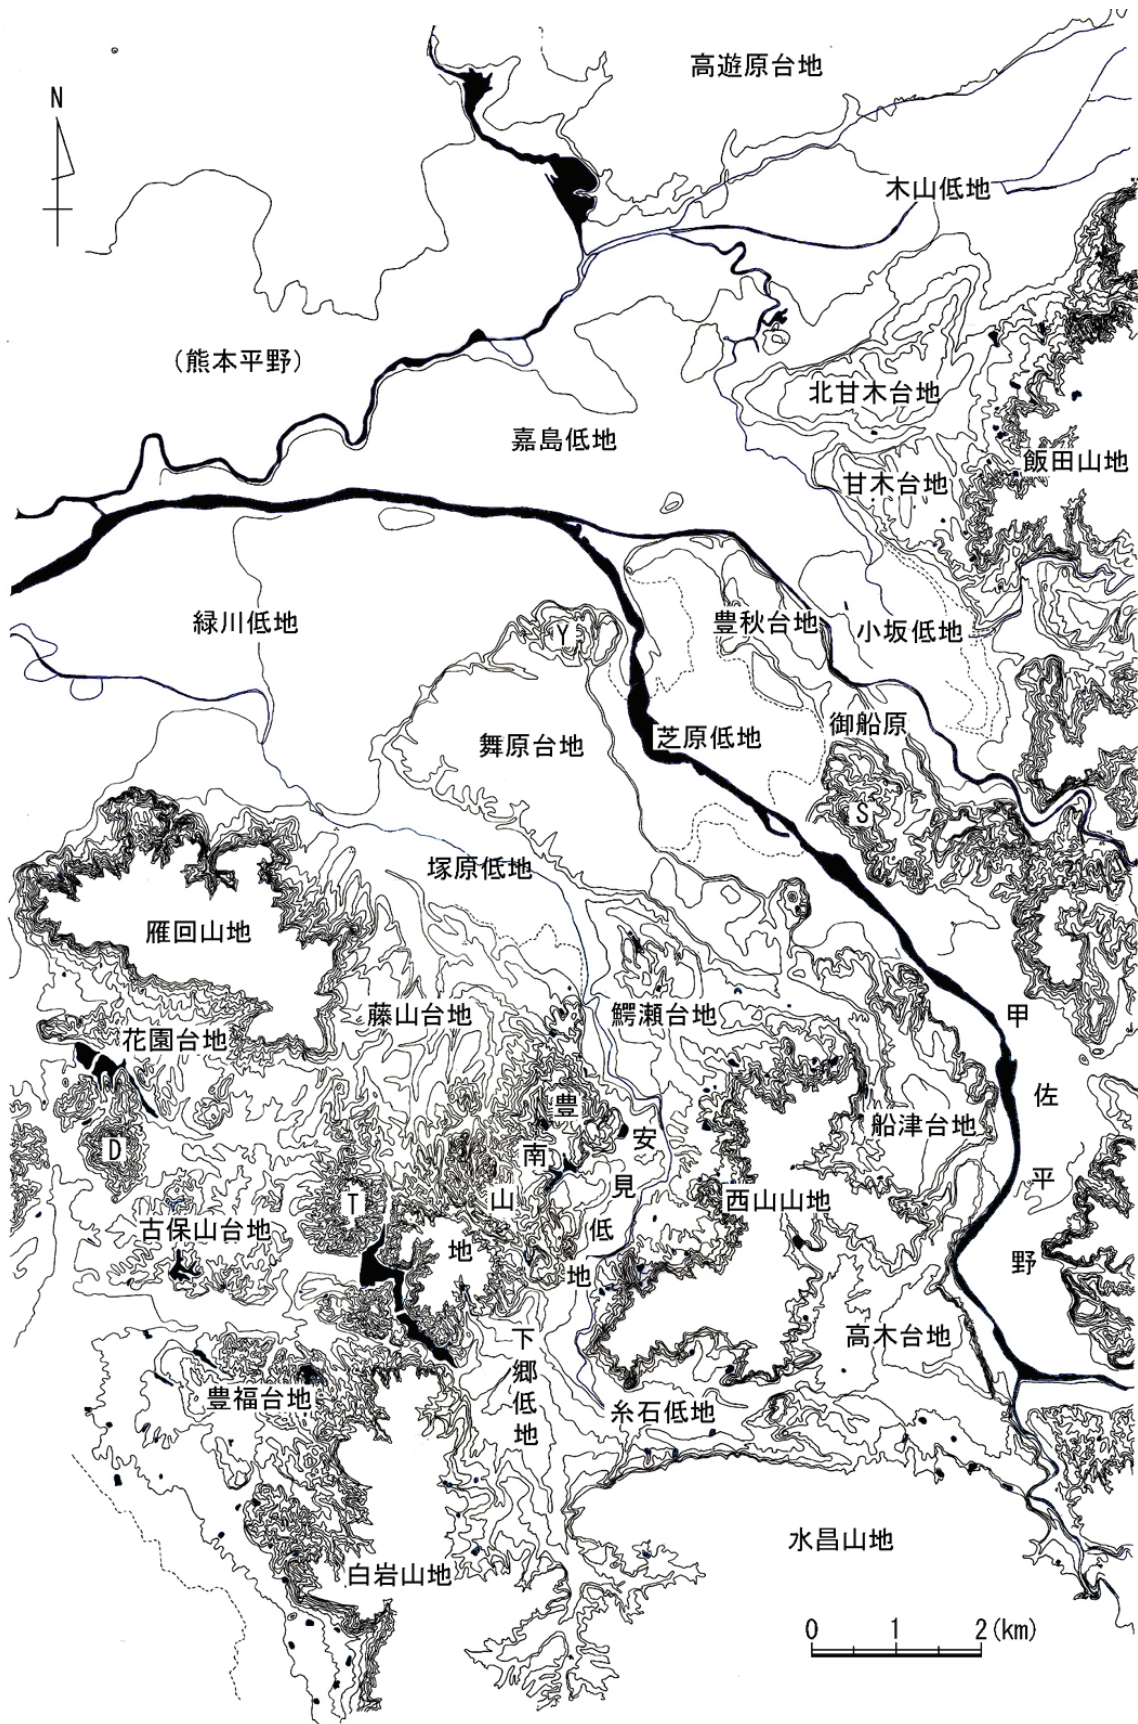 高遊原台地
N
木山低地
(熊本平野)
北甘木台地
嘉島低地
飯田山地
甘木台地
緑川低地
豊秋台地
小坂低地
Y
御船原
舞原台地
芝原低地
S
塚原低地
雁回山地
藤山台地
鰐瀬台地
甲佐平野
花園台地
豊南山地
船津台地
安見低地
D
T
西山山地
古保山台地
下郷低地
高木台地
豊福台地
糸石低地
水昌山地
白岩山地
0 1 2(km)